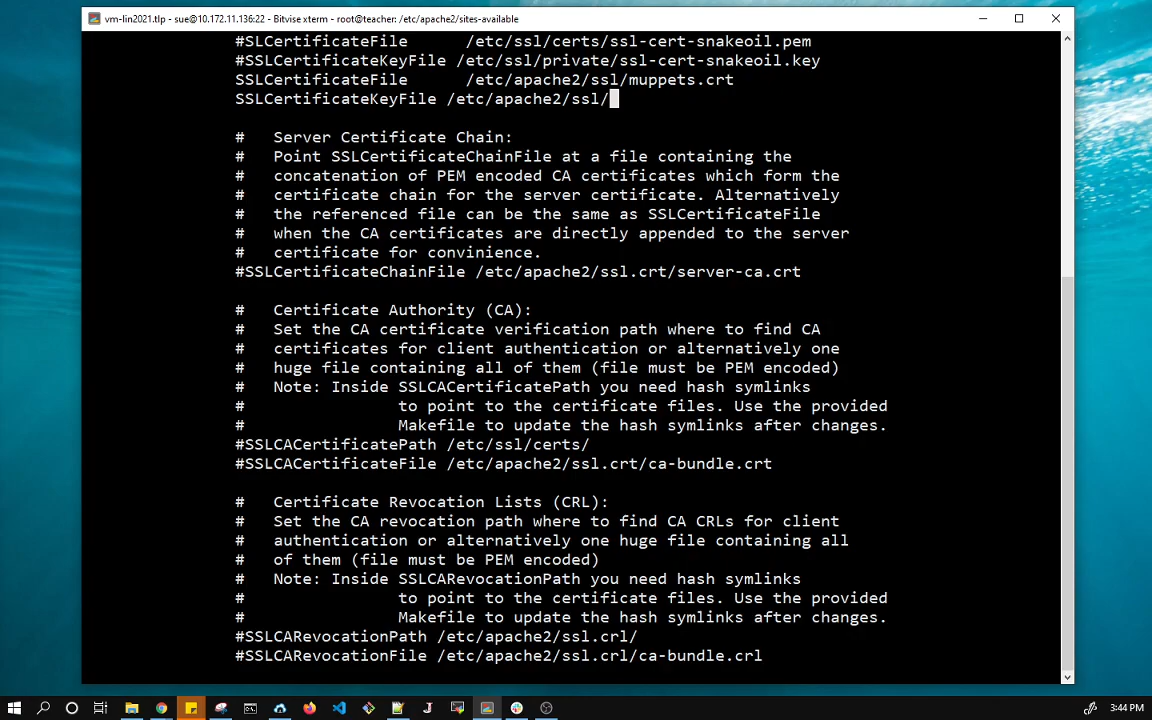 vm-lin2021.tlp - sue@10.172.11.136:22 - Bitvise xterm - root@teacher: /etc/apache2/sites-available
#SLCertificateFile      /etc/ssl/certs/ssl-cert-snakeoil.pem
#SSLCertificateKeyFile /etc/ssl/private/ssl-cert-snakeoil.key
SSLCertificateFile      /etc/apache2/ssl/muppets.crt
SSLCertificateKeyFile /etc/apache2/ssl/
#   Server Certificate Chain:
#   Point SSLCertificateChainFile at a file containing the
#   concatenation of PEM encoded CA certificates which form the
#   certificate chain for the server certificate. Alternatively
#   the referenced file can be the same as SSLCertificateFile
#   when the CA certificates are directly appended to the server
#   certificate for convinience.
#SSLCertificateChainFile /etc/apache2/ssl.crt/server-ca.crt
#   Certificate Authority (CA):
#   Set the CA certificate verification path where to find CA
#   certificates for client authentication or alternatively one
#   huge file containing all of them (file must be PEM encoded)
#   Note: Inside SSLCACertificatePath you need hash symlinks
#                to point to the certificate files. Use the provided
#                Makefile to update the hash symlinks after changes.
#SSLCACertificatePath /etc/ssl/certs/
#SSLCACertificateFile /etc/apache2/ssl.crt/ca-bundle.crt
#   Certificate Revocation Lists (CRL):
#   Set the CA revocation path where to find CA CRLs for client
#   authentication or alternatively one huge file containing all
#   of them (file must be PEM encoded)
#   Note: Inside SSLCARevocationPath you need hash symlinks
#                to point to the certificate files. Use the provided
#                Makefile to update the hash symlinks after changes.
#SSLCARevocationPath /etc/apache2/ssl.crl/
#SSLCARevocationFile /etc/apache2/ssl.crl/ca-bundle.crl
3:44 PM